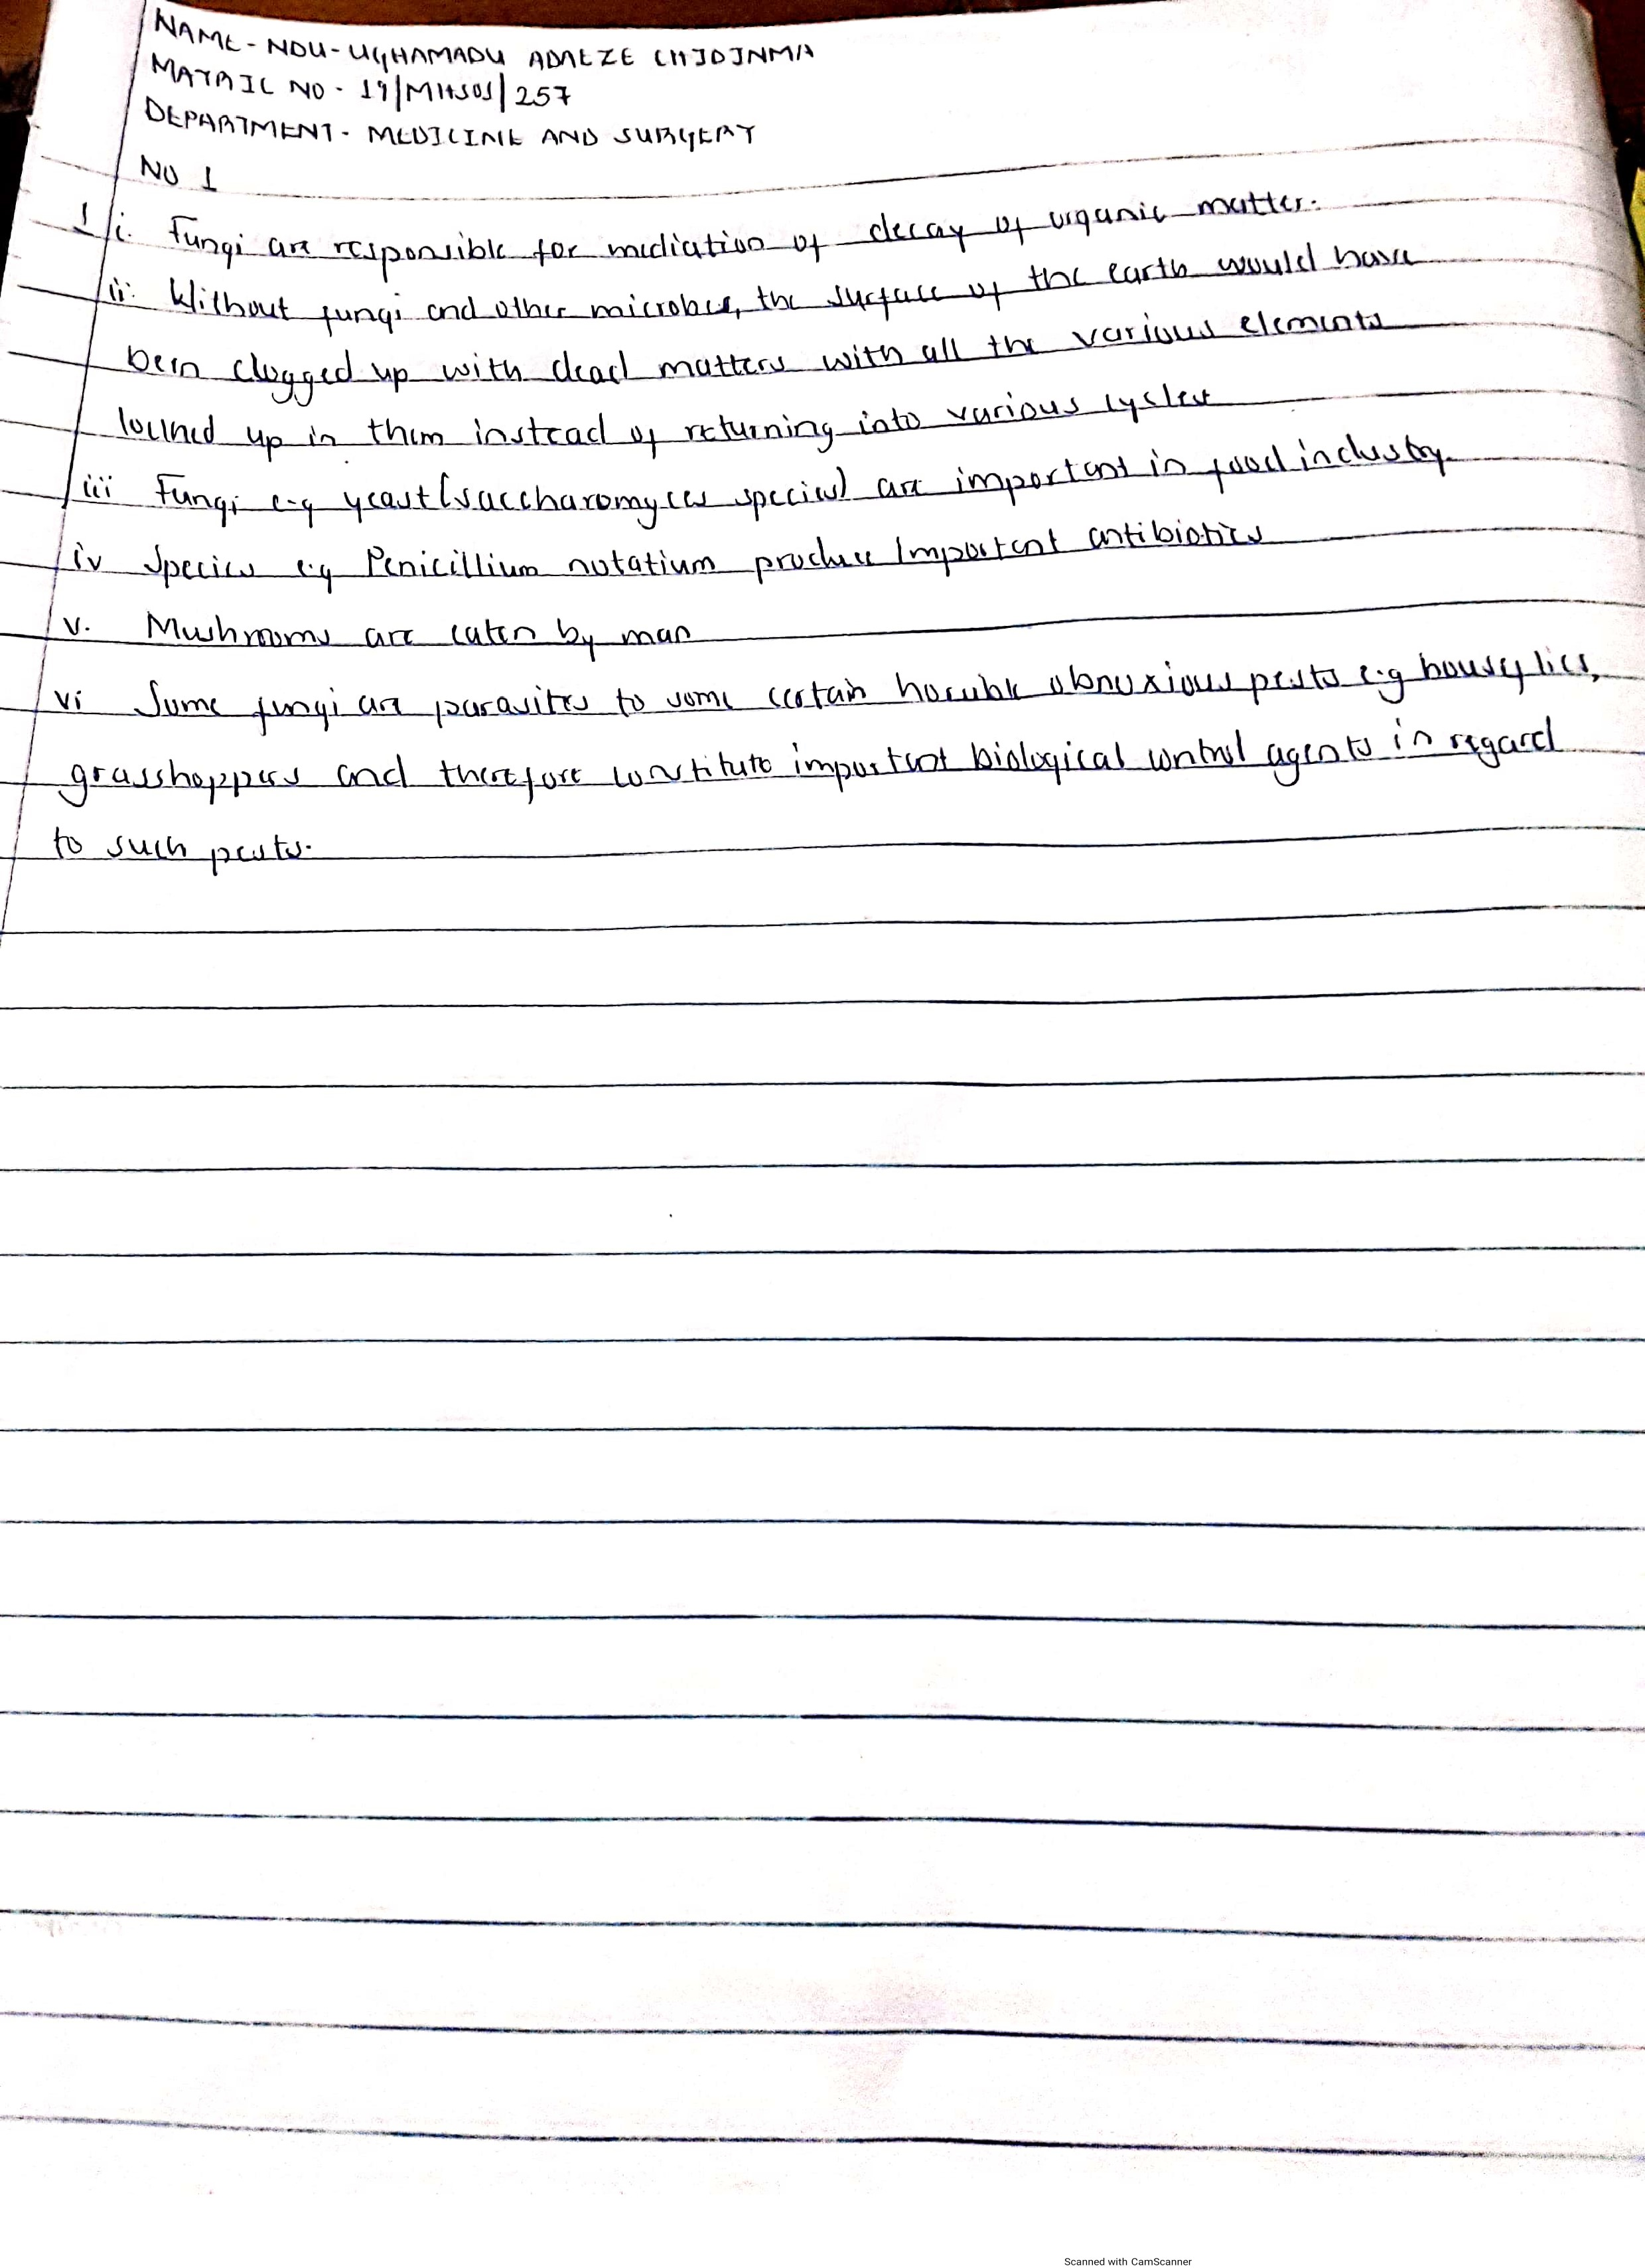 NAME - NDU-UGHAMADU ADAEZE CHIDINMA
MATRIC NO - 19/MHS01/257
DEPARTMENT - MEDICINE AND SURGERY
NO 1
1 i. Fungi are responsible for mediation of decay of organic matter.
ii. Without fungi and other microbes, the surface of the earth would have
been clogged up with dead matters with all the various elements
locked up in them instead of returning into various cycles
iii Fungi e.g yeast (saccharomyces species) are important in food industry.
iv Species e.g Penicillium notatium produce important antibiotics
v. Mushrooms are eaten by man
vi Some fungi are parasites to some certain obnoxious pests e.g houseflies,
grasshoppers and therefore constitute important biological control agents in regard
to such pests.
Scanned with CamScanner